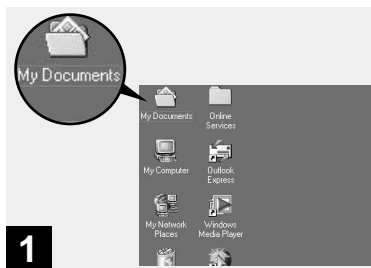 My Documents
My Documents
Online
Services
My Computer
Outlook
Express
My Network
Places
Windows
Media Player
1